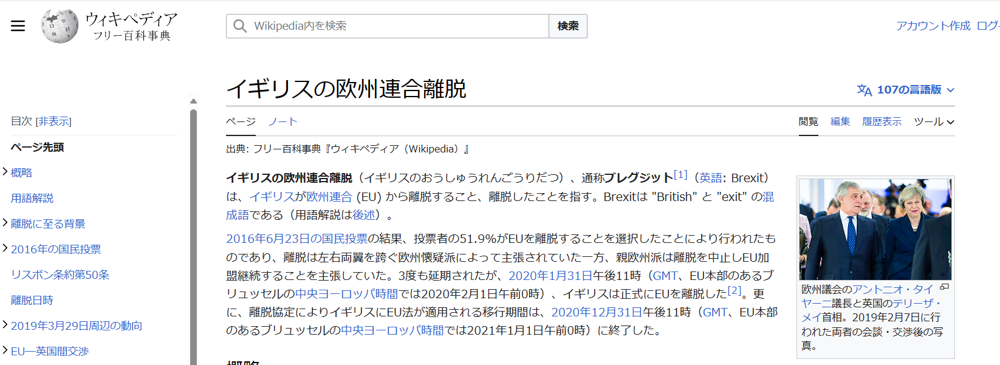 ウィキペディア
フリー百科事典
Wikipedia内を検索
検索
アカウント作成 ログ
イギリスの欧州連合離脱
107の言語版
目次 [非表示]
ページ先頭
概略
用語解説
離脱に至る背景
2016年の国民投票
リスボン条約第50条
離脱日時
2019年3月29日周辺の動向
EU―英国間交渉
ページ ノート
閲覧 編集 履歴表示 ツール
出典: フリー百科事典『ウィキペディア（Wikipedia）』
イギリスの欧州連合離脱（イギリスのおうしゅうれんごうりだつ）、通称ブレグジット[1]（英語: Brexit）
は、イギリスが欧州連合 (EU) から離脱すること、離脱したことを指す。Brexitは "British" と "exit" の混
成語である（用語解説は後述）。
2016年6月23日の国民投票の結果、投票者の51.9%がEUを離脱することを選択したことにより行われたも
のであり、離脱は左右両翼を跨ぐ欧州懐疑派によって主張されていた一方、親欧州派は離脱を中止しEU加
盟継続することを主張していた。3度も延期されたが、2020年1月31日午後11時（GMT、EU本部のあるブ
リュッセルの中央ヨーロッパ時間では2020年2月1日午前0時）、イギリスは正式にEUを離脱した[2]。更
に、離脱協定によりイギリスにEU法が適用される移行期間は、2020年12月31日午後11時（GMT、EU本部
のあるブリュッセルの中央ヨーロッパ時間では2021年1月1日午前0時）に終了した。
欧州議会のアントニオ・タイ
ヤーニ議長と英国のテリーザ・
メイ首相。2019年2月7日に行
われた両者の会談・交渉後の写
真。